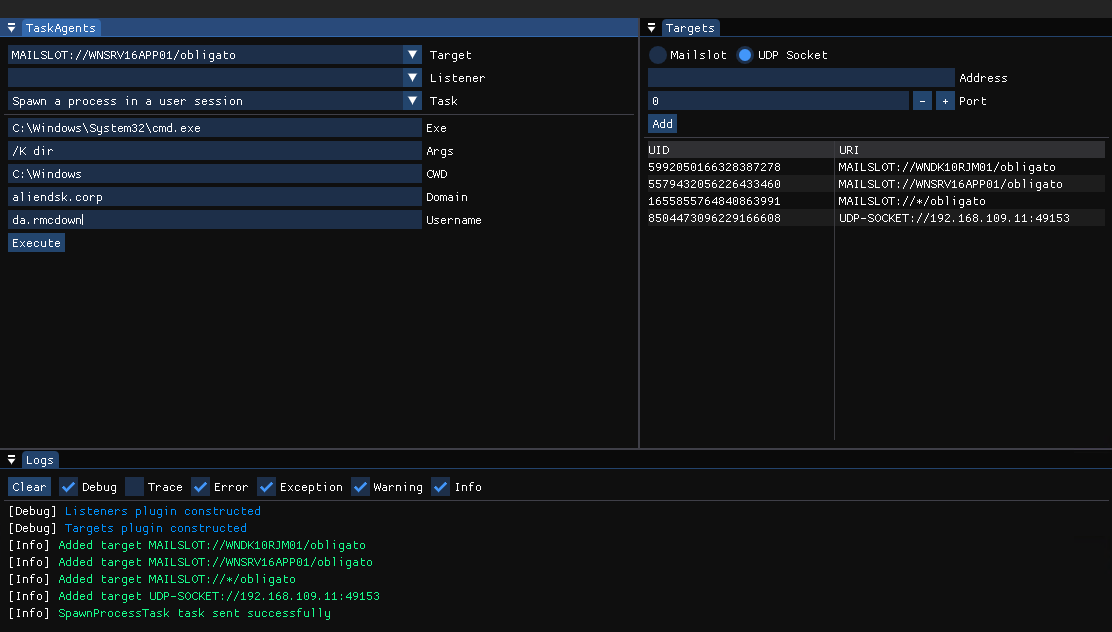 TaskAgents
MAILSLOT://WNSRV16APP01/obligato Target
Listener
Spawn a process in a user session Task
C:\Windows\System32\cmd.exe Exe
/K dir Args
C:\Windows CWD
aliendsk.corp Domain
da.rmcdown Username
Execute
Targets
Mailslot UDP Socket
Address
0 - + Port
Add
UID URI
5992050166328387278 MAILSLOT://WNDK10RJM01/obligato
5579432056226433460 MAILSLOT://WNSRV16APP01/obligato
1655855764840863991 MAILSLOT://*/obligato
8504473096229166608 UDP-SOCKET://192.168.109.11:49153
Logs
Clear Debug Trace Error Exception Warning Info
[Debug] Listeners plugin constructed
[Debug] Targets plugin constructed
[Info] Added target MAILSLOT://WNDK10RJM01/obligato
[Info] Added target MAILSLOT://WNSRV16APP01/obligato
[Info] Added target MAILSLOT://*/obligato
[Info] Added target UDP-SOCKET://192.168.109.11:49153
[Info] SpawnProcessTask task sent successfully